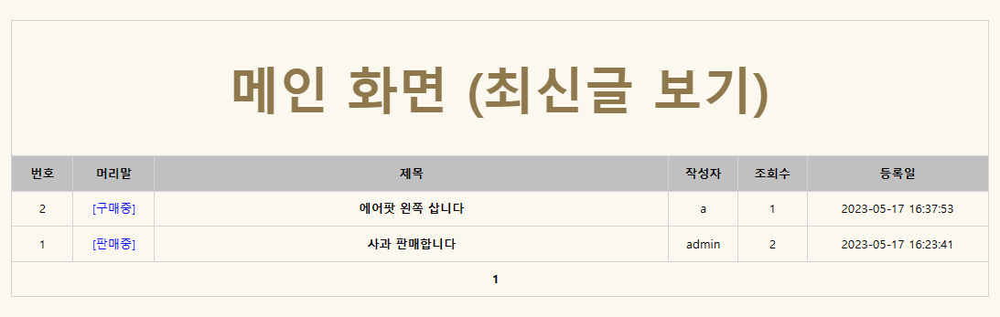 메인 화면 (최신글 보기)
번호 머리말 제목 작성자 조회수 등록일
2 [구매중] 에어팟 왼쪽 삽니다 a 1 2023-05-17 16:37:53
1 [판매중] 사과 판매합니다 admin 2 2023-05-17 16:23:41
1